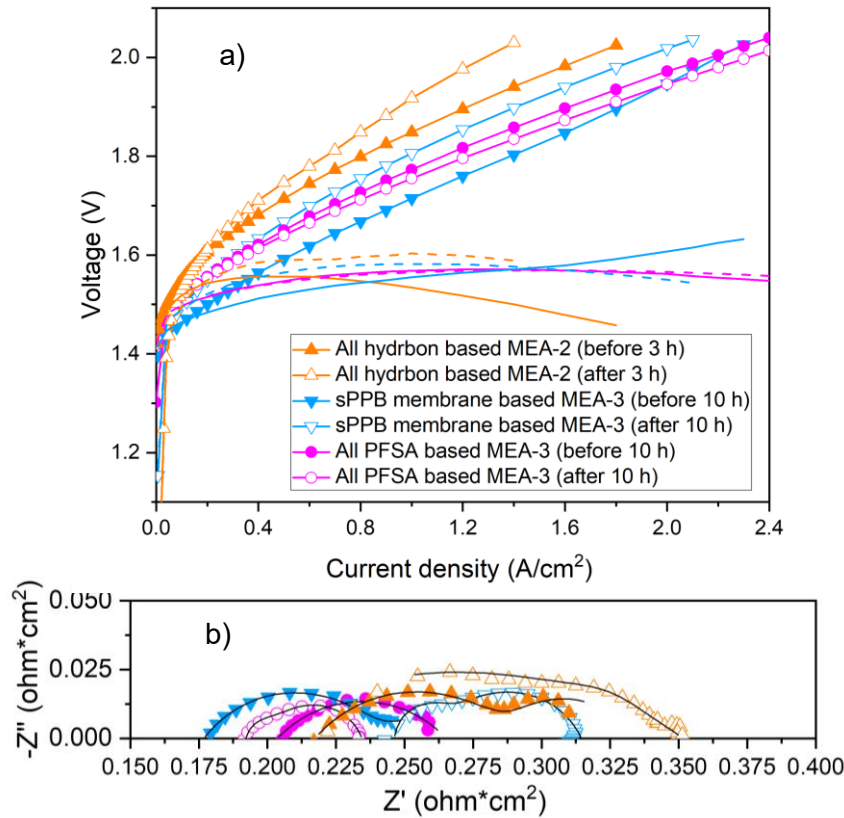 a)
2.0
1.8
1.6
1.4
1.2
Voltage (V)
All hydrbon based MEA-2 (before 3 h)
All hydrbon based MEA-2 (after 3 h)
sPPB membrane based MEA-3 (before 10 h)
sPPB membrane based MEA-3 (after 10 h)
All PFSA based MEA-3 (before 10 h)
All PFSA based MEA-3 (after 10 h)
0.0 0.4 0.8 1.2 1.6 2.0 2.4
Current density (A/cm²)
b)
0.050
0.025
0.000
-Z" (ohm*cm²)
0.150 0.175 0.200 0.225 0.250 0.275 0.300 0.325 0.350 0.375 0.400
Z' (ohm*cm²)